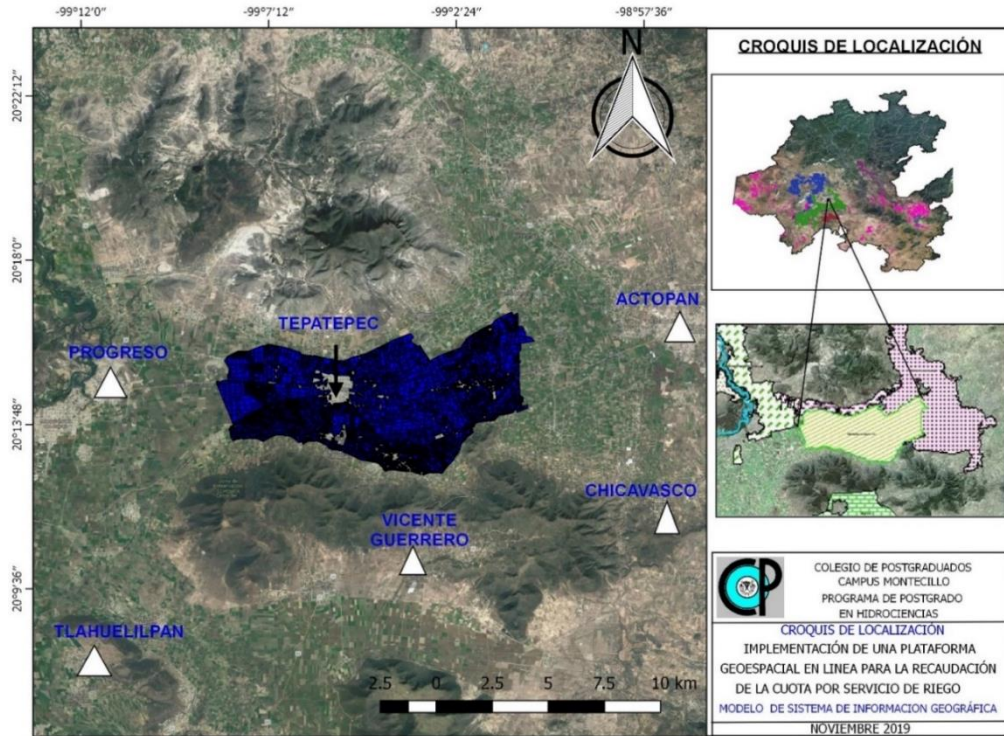 -99°12'0"
-99°7'12"
-99°2'24"
-98°57'36"
20°22'12"
20°18'0"
20°13'48"
20°9'36"
N
ACTOPAN
TEPATEPEC
PROGRESO
CHICAVASCO
VICENTE
GUERRERO
TLAHUELILPAN
2.5 0 2.5 5 7.5 10 km
CROQUIS DE LOCALIZACIÓN
CP
COLEGIO DE POSTGRADUADOS
CAMPUS MONTECILLO
PROGRAMA DE POSTGRADO
EN HIDROCIENCIAS
CROQUIS DE LOCALIZACIÓN
IMPLEMENTACIÓN DE UNA PLATAFORMA
GEOESPACIAL EN LINEA PARA LA RECAUDACIÓN
DE LA CUOTA POR SERVICIO DE RIEGO
MODELO DE SISTEMA DE INFORMACION GEOGRÁFICA
NOVIEMBRE 2019